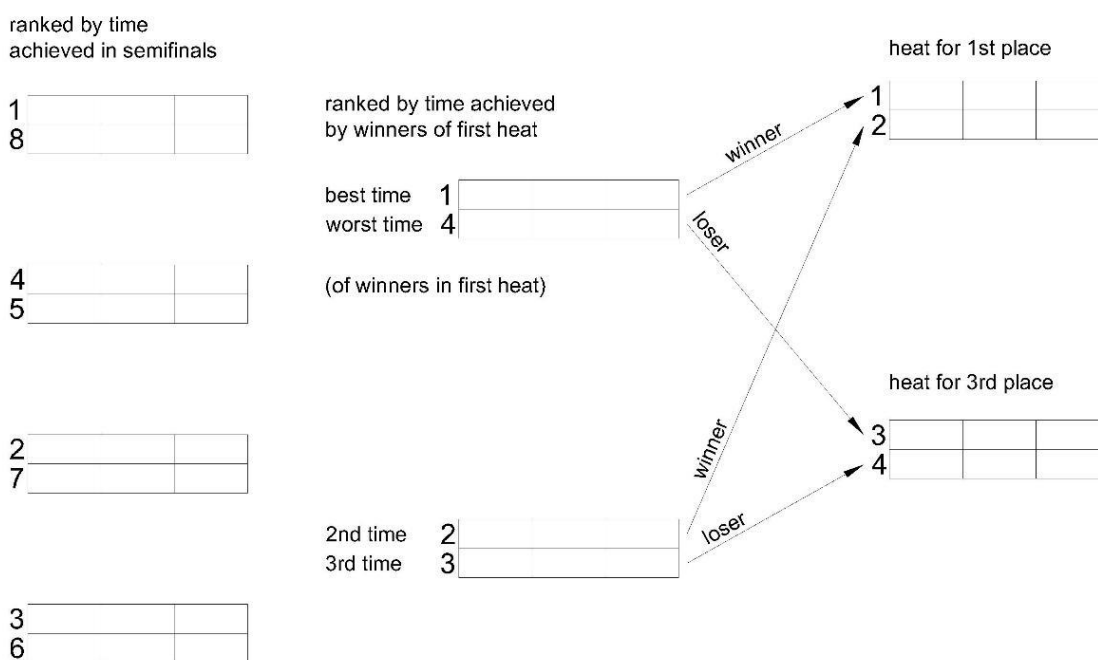 ranked by time
achieved in semifinals
1
8
4
5
2
7
3
6
ranked by time achieved
by winners of first heat
best time 1
worst time 4
(of winners in first heat)
2nd time 2
3rd time 3
winner
loser
winner
loser
heat for 1st place
1
2
heat for 3rd place
3
4